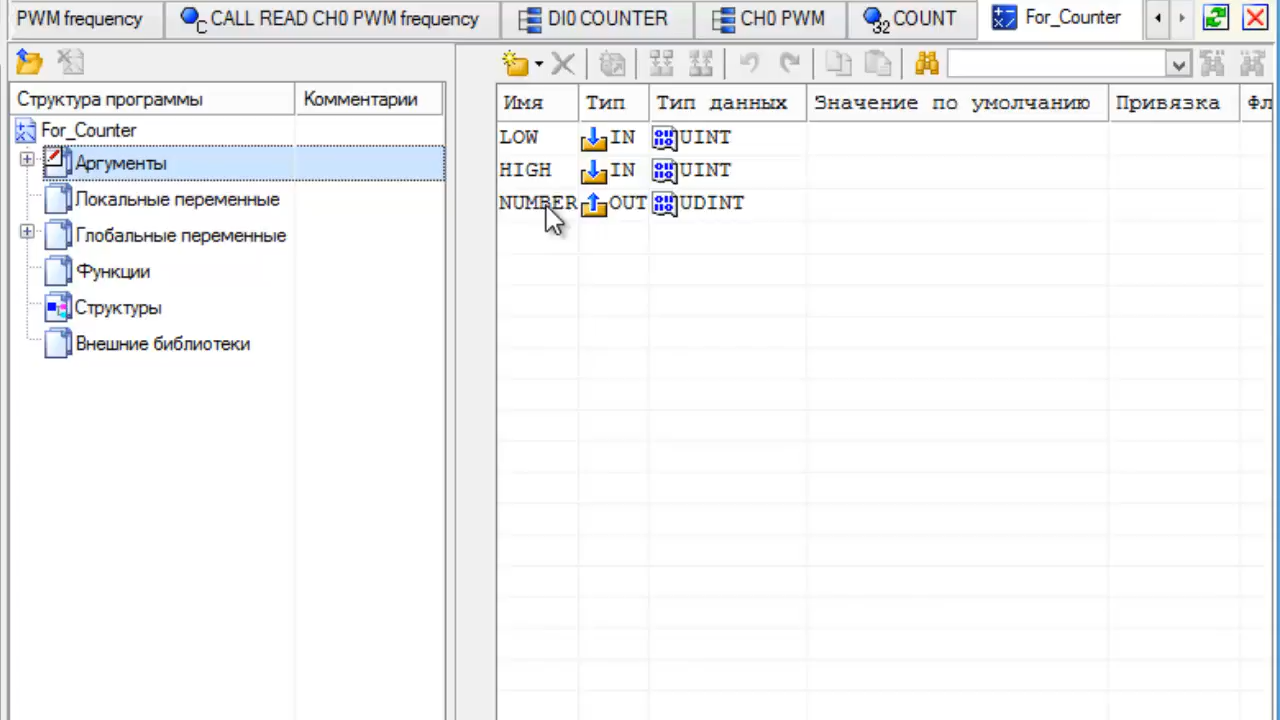 PWM frequency CALL READ CH0 PWM frequency DI0 COUNTER CH0 PWM COUNT For_Counter
Структура программы Комментарии
For_Counter
Аргументы
Локальные переменные
Глобальные переменные
Функции
Структуры
Внешние библиотеки
Имя Тип Тип данных Значение по умолчанию Привязка Фл
LOW IN UINT
HIGH IN UINT
NUMBER OUT UDINT